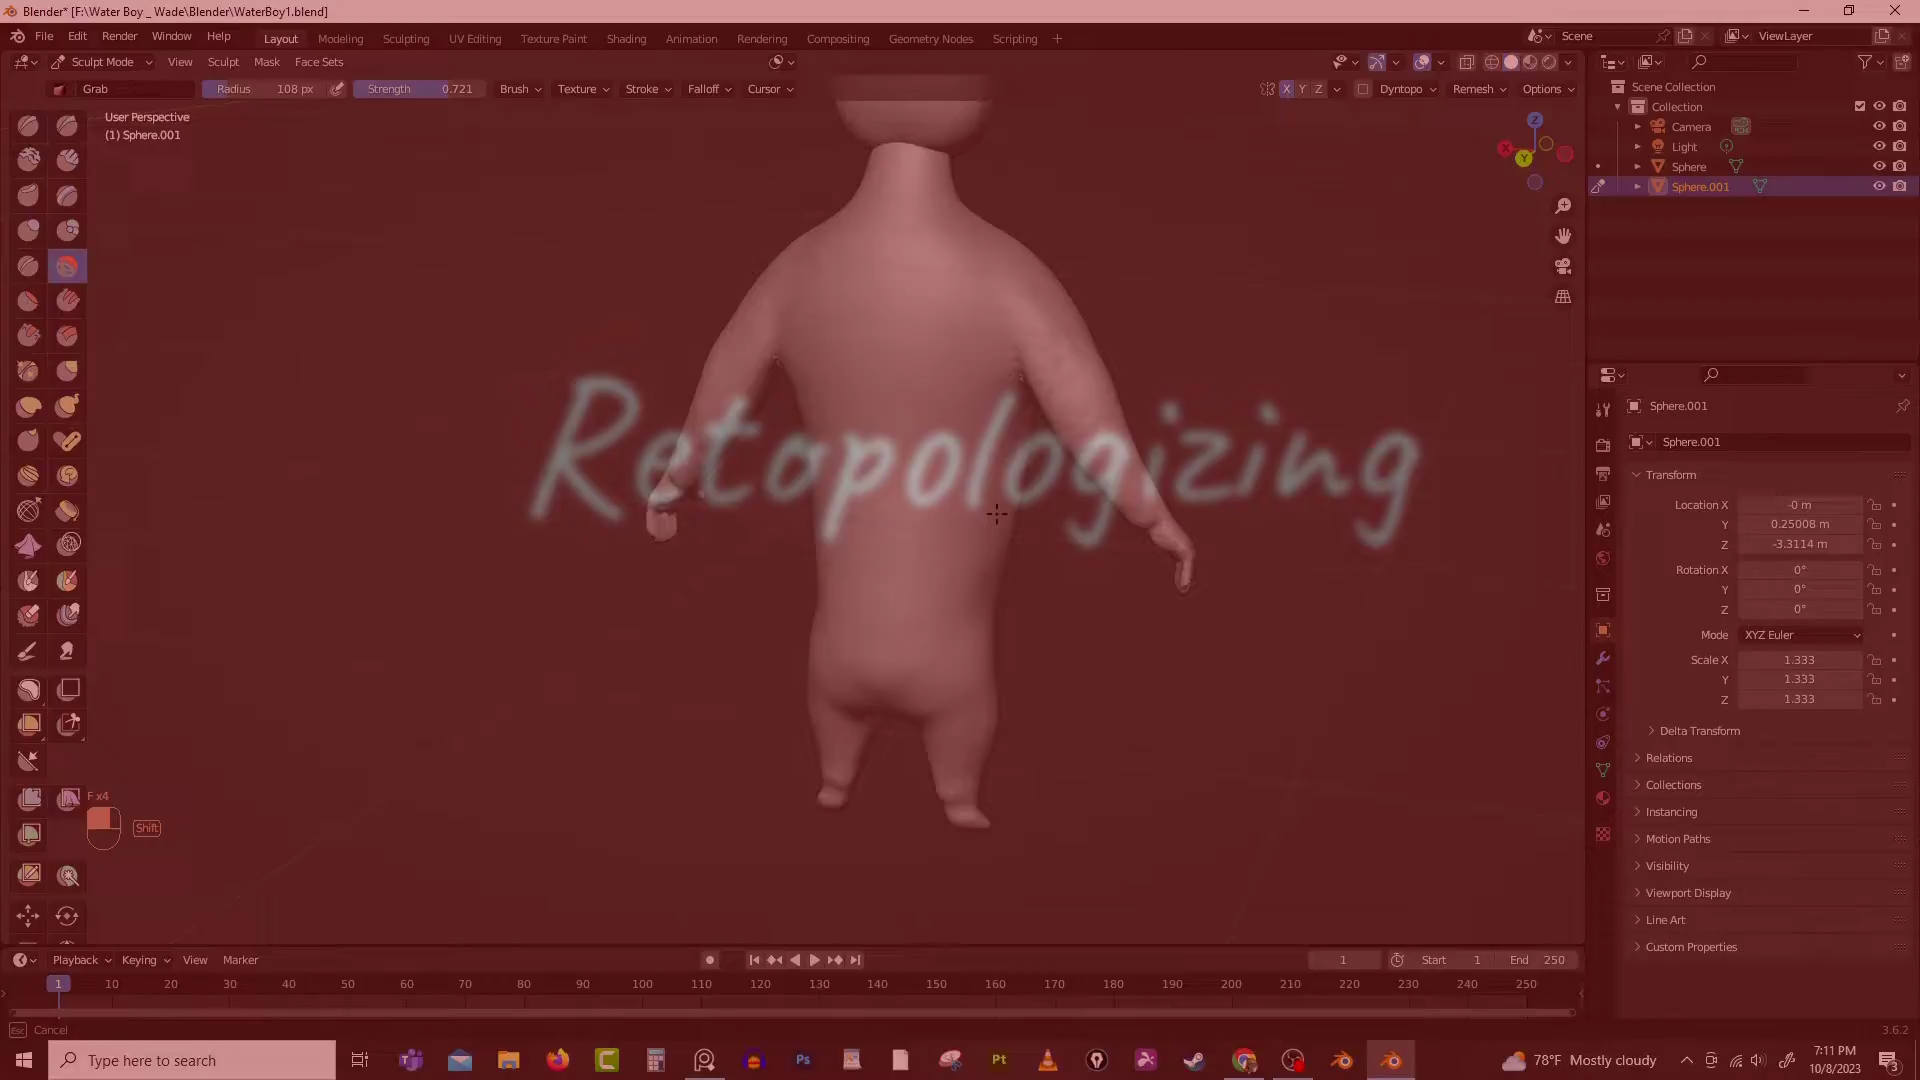 Blender* [F:\Water Boy _ Wade\Blender\WaterBoy1.blend]
File Edit Render Window Help Layout Modeling Sculpting UV Editing Texture Paint Shading Animation Rendering Compositing Geometry Nodes Scripting + Scene ViewLayer
Sculpt Mode View Sculpt Mask Face Sets
Grab Radius 108 px Strength 0.721 Brush Texture Stroke Falloff Cursor X Y Z Dyntopo Remesh Options
User Perspective
(1) Sphere.001
Z
X
Y
Scene Collection
Collection
Camera
Light
Sphere
Sphere.001
Retopologizing
Sphere.001
Sphere.001
Transform
Location X -0 m
Y 0.25008 m
Z -3.3114 m
Rotation X 0°
Y 0°
Z 0°
Mode XYZ Euler
Scale X 1.333
Y 1.333
Z 1.333
Delta Transform
Relations
Collections
Instancing
Motion Paths
Visibility
Viewport Display
Line Art
Custom Properties
F x4
Shift
Playback Keying View Marker 1 Start 1 End 250
1 10 20 30 40 50 60 70 80 90 100 110 120 130 140 150 160 170 180 190 200 210 220 230 240 250
Esc Cancel 3.6.2
Type here to search Ps Pt 78°F Mostly cloudy 7:11 PM
10/8/2023 3